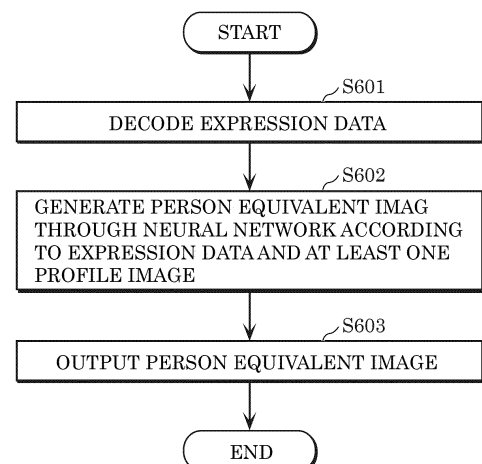 START
S601
DECODE EXPRESSION DATA
S602
GENERATE PERSON EQUIVALENT IMAG
THROUGH NEURAL NETWORK ACCORDING
TO EXPRESSION DATA AND AT LEAST ONE
PROFILE IMAGE
S603
OUTPUT PERSON EQUIVALENT IMAGE
END